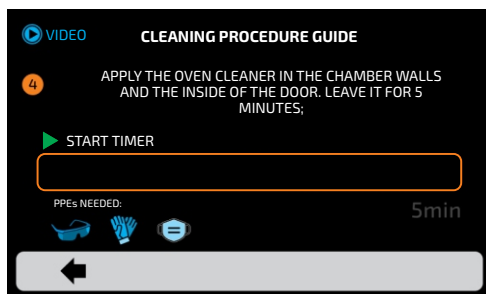 VIDEO
CLEANING PROCEDURE GUIDE
4
APPLY THE OVEN CLEANER IN THE CHAMBER WALLS
AND THE INSIDE OF THE DOOR. LEAVE IT FOR 5
MINUTES;
START TIMER
PPEs NEEDED:
5min